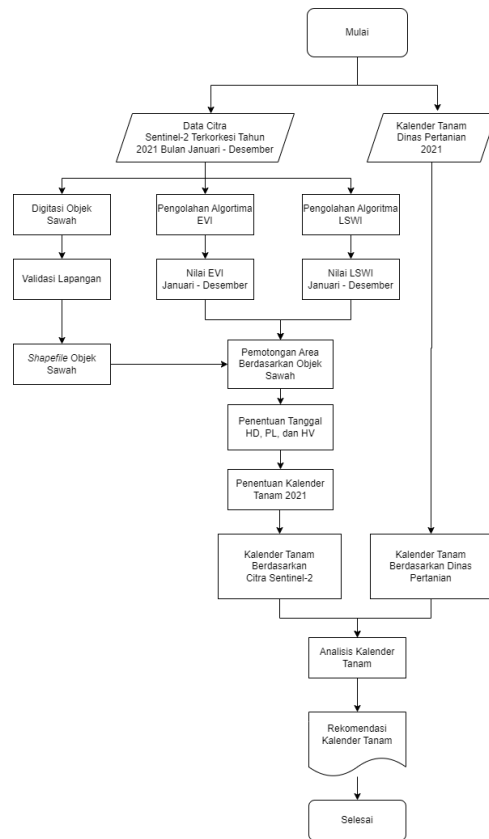 Mulai
Data Citra
Sentinel-2 Terkorkesi Tahun
2021 Bulan Januari - Desember
Kalender Tanam
Dinas Pertanian
2021
Digitasi Objek
Sawah
Pengolahan Algortima
EVI
Pengolahan Algoritma
LSWI
Validasi Lapangan
Nilai EVI
Januari - Desember
Nilai LSWI
Januari - Desember
Shapefile Objek
Sawah
Pemotongan Area
Berdasarkan Objek
Sawah
Penentuan Tanggal
HD, PL, dan HV
Penentuan Kalender
Tanam 2021
Kalender Tanam
Berdasarkan
Citra Sentinel-2
Kalender Tanam
Berdasarkan Dinas
Pertanian
Analisis Kalender
Tanam
Rekomendasi
Kalender Tanam
Selesai